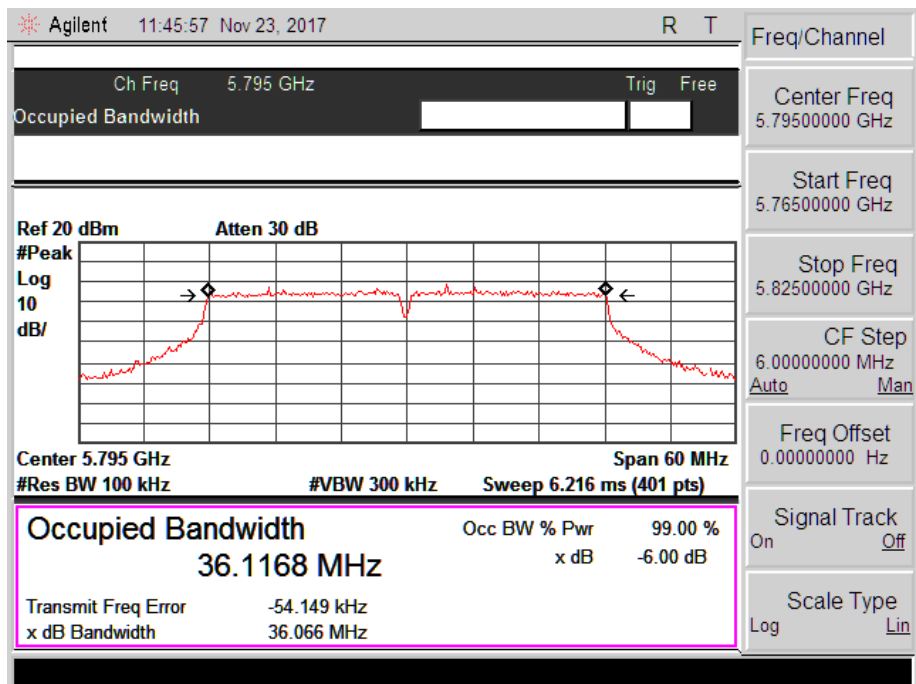 Agilent 11:45:57 Nov 23, 2017 R T
Freq/Channel
Ch Freq 5.795 GHz Trig Free
Occupied Bandwidth
Center Freq
5.79500000 GHz
Start Freq
5.76500000 GHz
Stop Freq
5.82500000 GHz
CF Step
6.00000000 MHz
Auto Man
Freq Offset
0.00000000 Hz
Signal Track
On Off
Scale Type
Log Lin
Ref 20 dBm Atten 30 dB
#Peak
Log
10
dB/
Center 5.795 GHz Span 60 MHz
#Res BW 100 kHz #VBW 300 kHz Sweep 6.216 ms (401 pts)
Occupied Bandwidth Occ BW % Pwr 99.00 %
36.1168 MHz x dB -6.00 dB
Transmit Freq Error -54.149 kHz
x dB Bandwidth 36.066 MHz